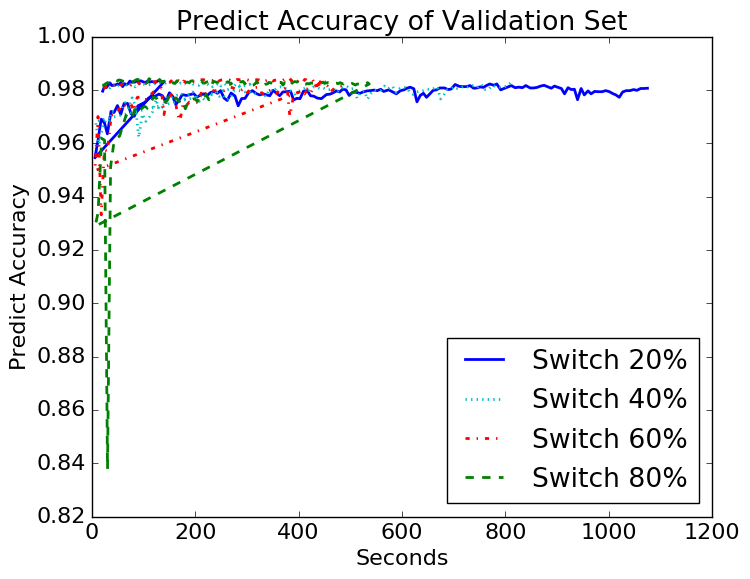 Predict Accuracy of Validation Set
1.00
0.98
0.96
0.94
0.92
0.90
0.88
0.86
0.84
0.82
Predict Accuracy
Switch 20%
Switch 40%
Switch 60%
Switch 80%
0
200
400
600
800
1000
1200
Seconds